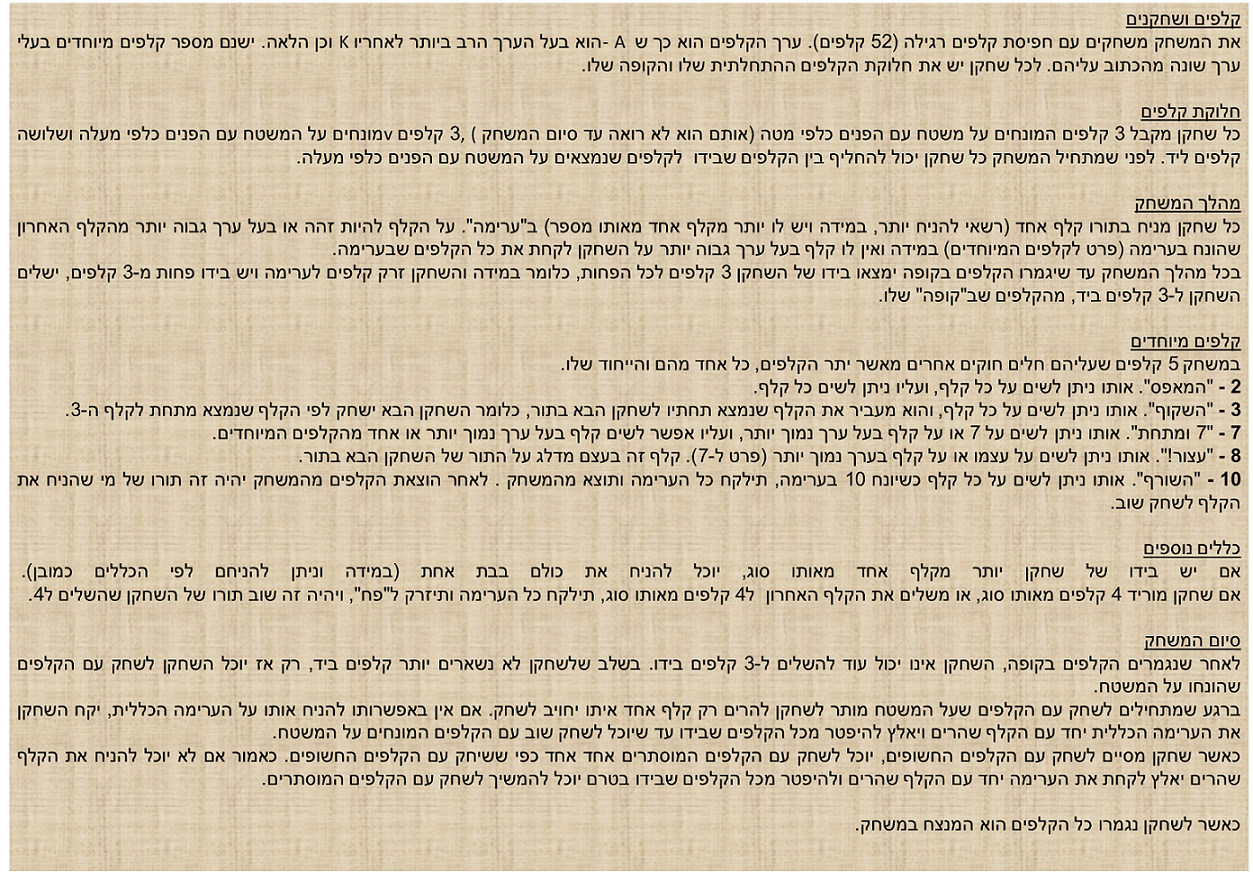 קלפים ושחקנים
את המשחק משחקים עם חפיסת קלפים רגילה (52 קלפים). ערך הקלפים הוא כך ש A -הוא בעל הערך הרב ביותר לאחריו K וכן הלאה. ישנם מספר קלפים מיוחדים בעלי
ערך שונה מהכתוב עליהם. לכל שחקן יש את חלוקת הקלפים ההתחלתית שלו והקופה שלו.
חלוקת קלפים
כל שחקן מקבל 3 קלפים המונחים על משטח עם הפנים כלפי מטה (אותם הוא לא רואה עד סיום המשחק ) ,3 קלפים vמונחים על המשטח עם הפנים כלפי מעלה ושלושה
קלפים ליד. לפני שמתחיל המשחק כל שחקן יכול להחליף בין הקלפים שבידו לקלפים שנמצאים על המשטח עם הפנים כלפי מעלה.
מהלך המשחק
כל שחקן מניח בתורו קלף אחד (רשאי להניח יותר, במידה ויש לו יותר מקלף אחד מאותו מספר) ב"ערימה". על הקלף להיות זהה או בעל ערך גבוה יותר מהקלף האחרון
שהונח בערימה (פרט לקלפים המיוחדים) במידה ואין לו קלף בעל ערך גבוה יותר על השחקן לקחת את כל הקלפים שבערימה.
בכל מהלך המשחק עד שיגמרו הקלפים בקופה ימצאו בידו של השחקן 3 קלפים לכל הפחות, כלומר במידה והשחקן זרק קלפים לערימה ויש בידו פחות מ-3 קלפים, ישלים
השחקן ל-3 קלפים ביד, מהקלפים שב"קופה" שלו.
קלפים מיוחדים
במשחק 5 קלפים שעליהם חלים חוקים אחרים מאשר יתר הקלפים, כל אחד מהם והייחוד שלו.
2 - "המאפס". אותו ניתן לשים על כל קלף, ועליו ניתן לשים כל קלף.
3 - "השקוף". אותו ניתן לשים על כל קלף, והוא מעביר את הקלף שנמצא תחתיו לשחקן הבא בתור, כלומר השחקן הבא ישחק לפי הקלף שנמצא מתחת לקלף ה-3.
7 - "7 ומתחת". אותו ניתן לשים על 7 או על קלף בעל ערך נמוך יותר, ועליו אפשר לשים קלף בעל ערך נמוך יותר או אחד מהקלפים המיוחדים.
8 - "עצור!". אותו ניתן לשים על עצמו או על קלף בערך נמוך יותר (פרט ל-7). קלף זה בעצם מדלג על התור של השחקן הבא בתור.
10 - "השורף". אותו ניתן לשים על כל קלף כשיונח 10 בערימה, תילקח כל הערימה ותוצא מהמשחק . לאחר הוצאת הקלפים מהמשחק יהיה זה תורו של מי שהניח את
הקלף לשחק שוב.
כללים נוספים
אם יש בידו של שחקן יותר מקלף אחד מאותו סוג, יוכל להניח את כולם בבת אחת (במידה וניתן להניחם לפי הכללים כמובן).
אם שחקן מוריד 4 קלפים מאותו סוג, או משלים את הקלף האחרון ל4 קלפים מאותו סוג, תילקח כל הערימה ותיזרק ל"פח", ויהיה זה שוב תורו של השחקן שהשלים ל4.
סיום המשחק
לאחר שנגמרים הקלפים בקופה, השחקן אינו יכול עוד להשלים ל-3 קלפים בידו. בשלב שלשחקן לא נשארים יותר קלפים ביד, רק אז יוכל השחקן לשחק עם הקלפים
שהונחו על המשטח.
ברגע שמתחילים לשחק עם הקלפים שעל המשטח מותר לשחקן להרים רק קלף אחד איתו יחויב לשחק. אם אין באפשרותו להניח אותו על הערימה הכללית, יקח השחקן
את הערימה הכללית יחד עם הקלף שהרים ויאלץ להיפטר מכל הקלפים שבידו עד שיוכל לשחק שוב עם הקלפים המונחים על המשטח.
כאשר שחקן מסיים לשחק עם הקלפים החשופים, יוכל לשחק עם הקלפים המוסתרים אחד אחד כפי ששיחק עם הקלפים החשופים. כאמור אם לא יוכל להניח את הקלף
שהרים יאלץ לקחת את הערימה יחד עם הקלף שהרים ולהיפטר מכל הקלפים שבידו בטרם יוכל להמשיך לשחק עם הקלפים המוסתרים.
כאשר לשחקן נגמרו כל הקלפים הוא המנצח במשחק.